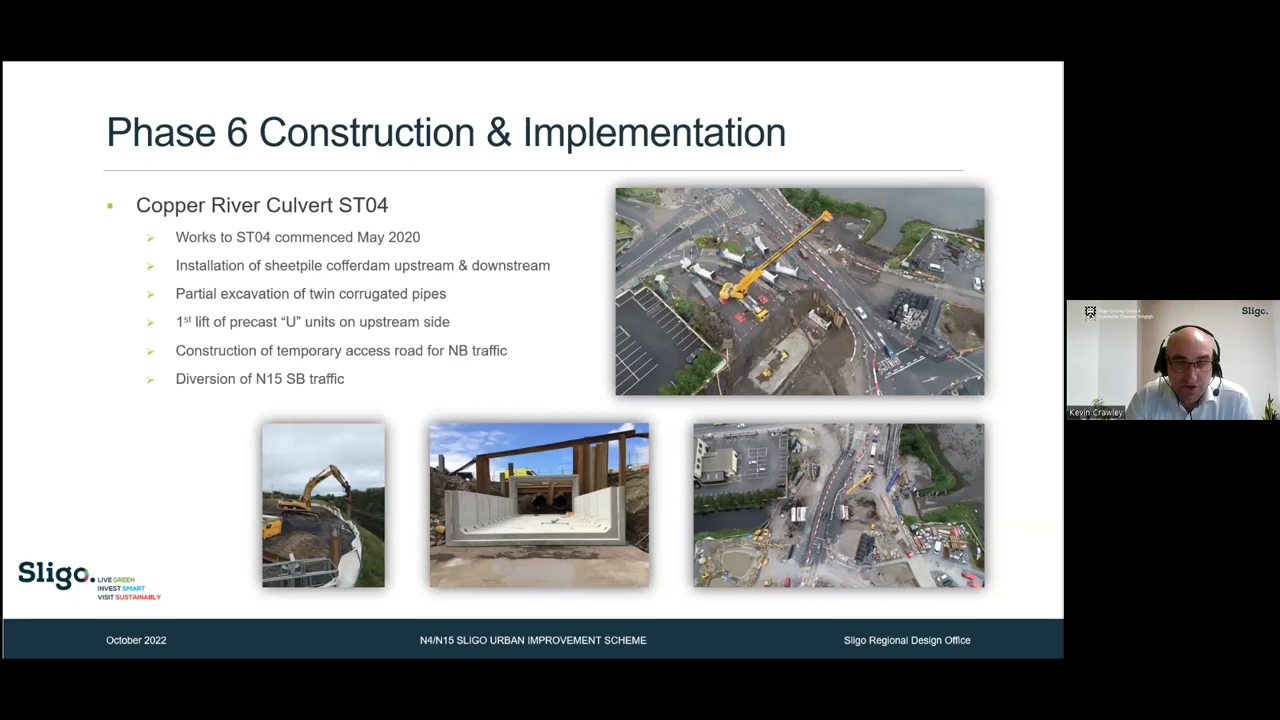 Phase 6 Construction & Implementation
Copper River Culvert ST04
Works to ST04 commenced May 2020
Installation of sheetpile cofferdam upstream & downstream
Partial excavation of twin corrugated pipes
1st lift of precast “U” units on upstream side
Construction of temporary access road for NB traffic
Diversion of N15 SB traffic
Sligo.
LIVE GREEN
INVEST SMART
VISIT SUSTAINABLY
October 2022
N4/N15 SLIGO URBAN IMPROVEMENT SCHEME
Sligo Regional Design Office
Sligo County Council
Sligo.
Kevin Crawley